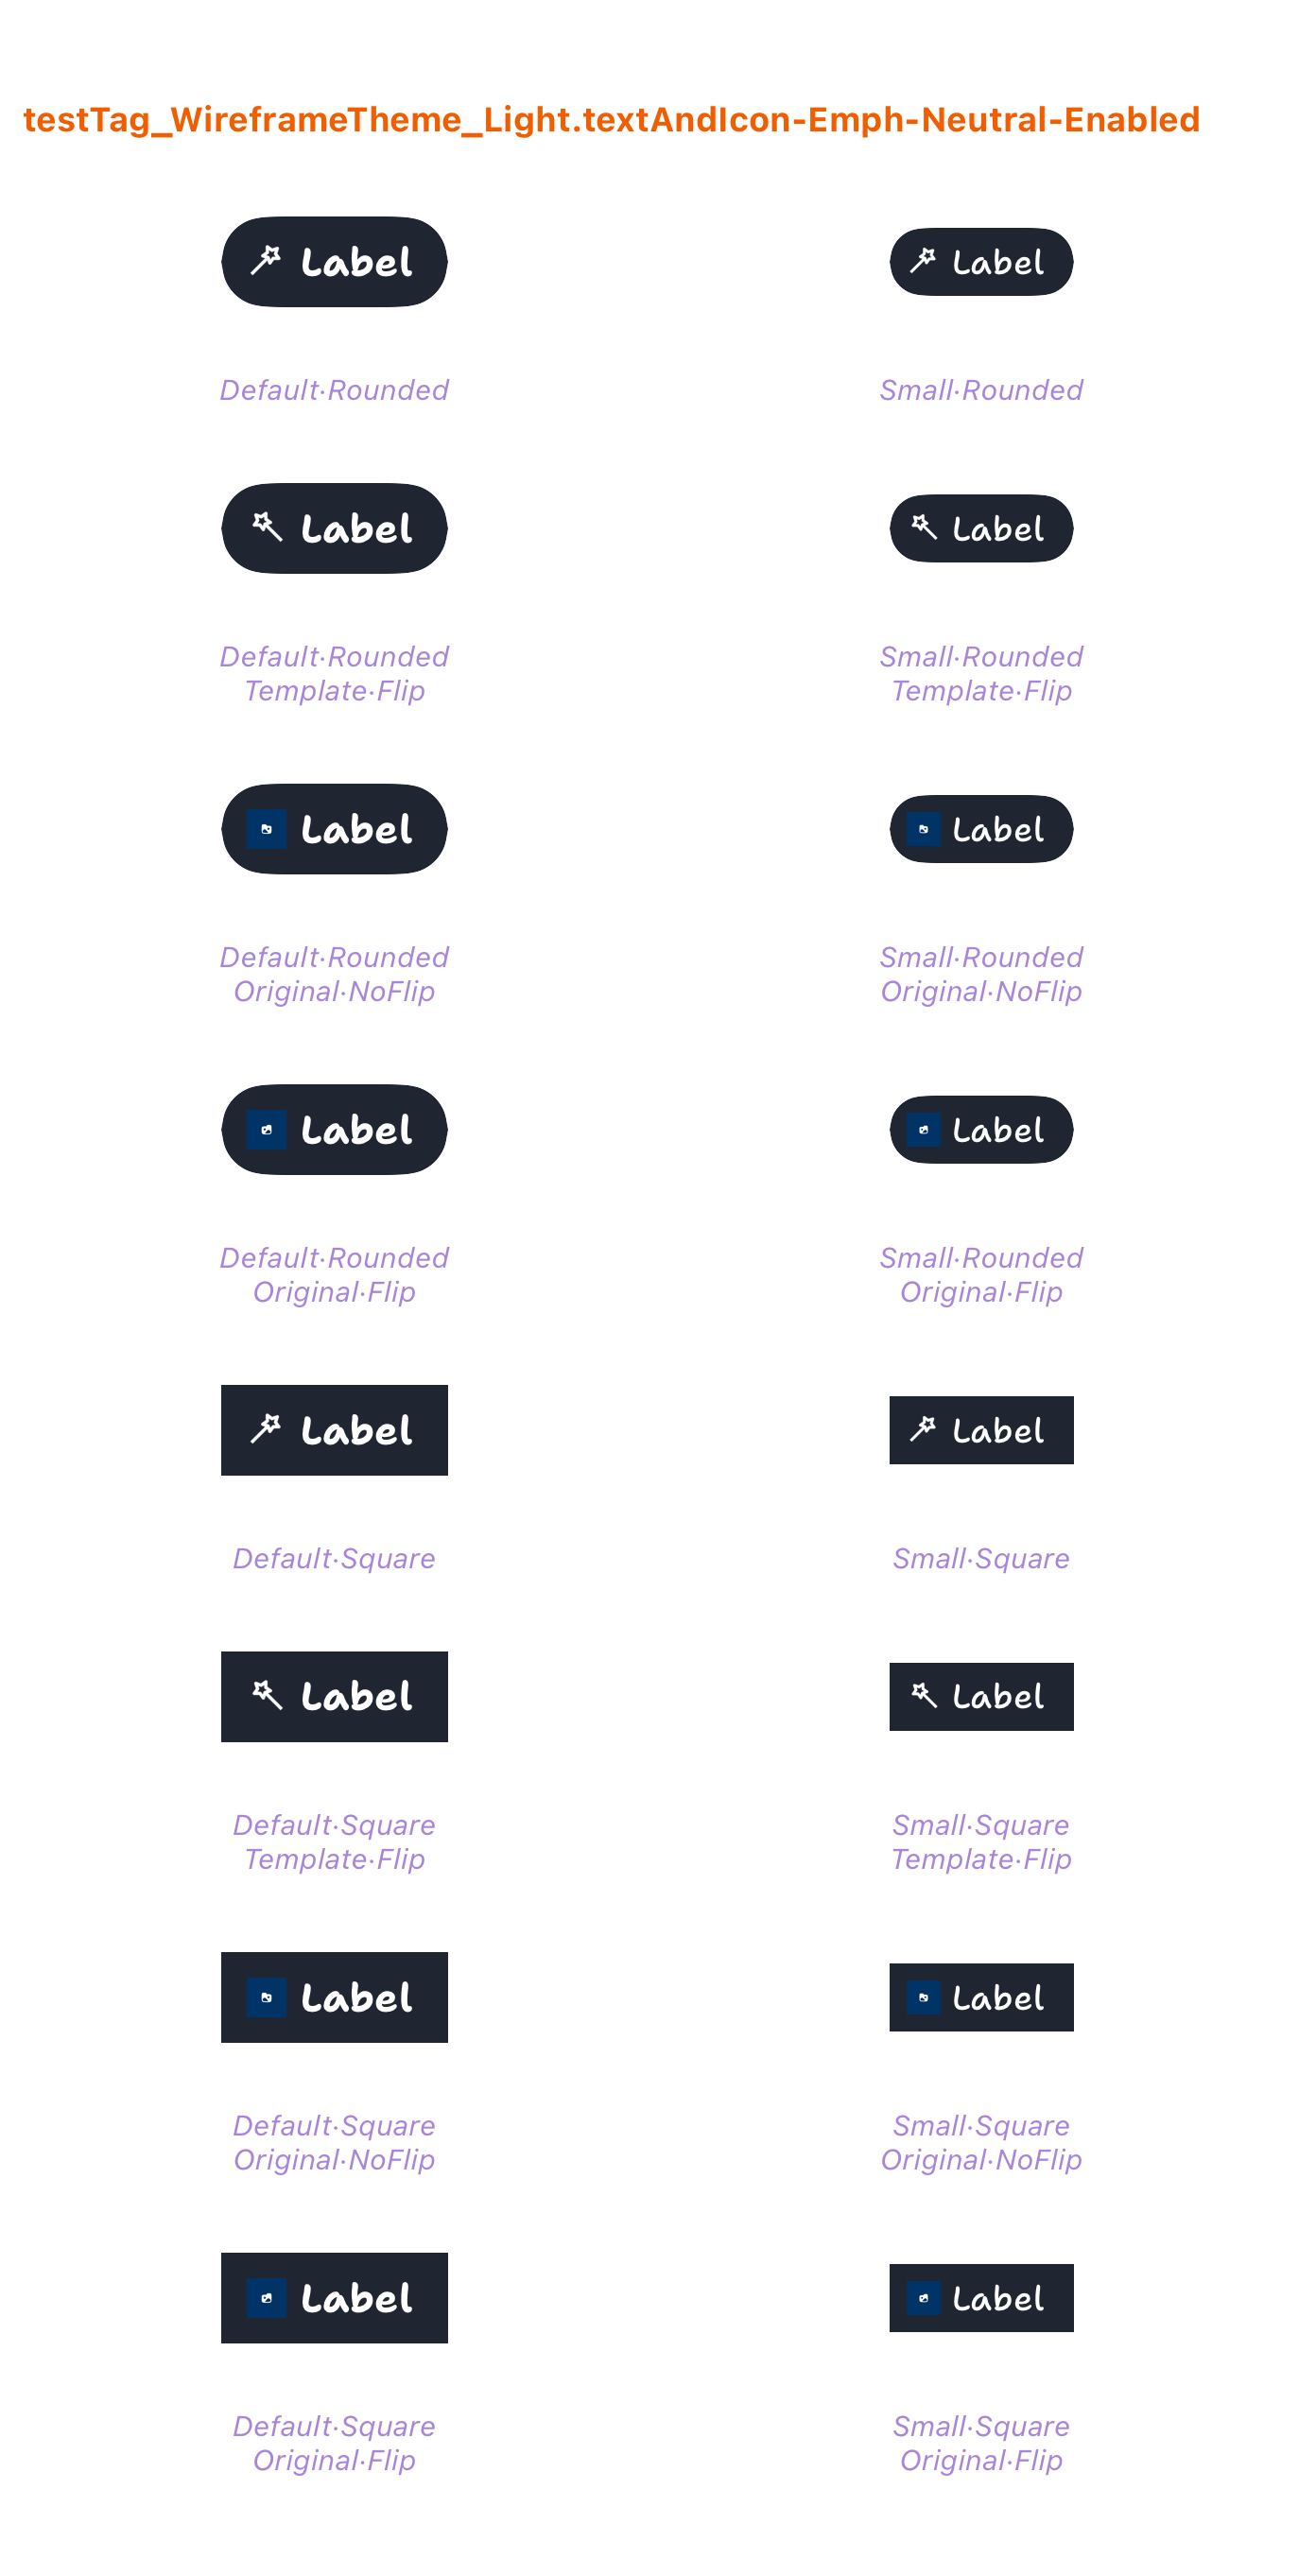 testTag_WireframeTheme_Light.textAndIcon-Emph-Neutral-Enabled
Label
Label
Default·Rounded
Small·Rounded
Label
Label
Default·Rounded
Template·Flip
Small·Rounded
Template·Flip
Label
Label
Default·Rounded
Original·NoFlip
Small·Rounded
Original·NoFlip
Label
Label
Default·Rounded
Original·Flip
Small·Rounded
Original·Flip
Label
Label
Default·Square
Small·Square
Label
Label
Default·Square
Template·Flip
Small·Square
Template·Flip
Label
Label
Default·Square
Original·NoFlip
Small·Square
Original·NoFlip
Label
Label
Default·Square
Original·Flip
Small·Square
Original·Flip